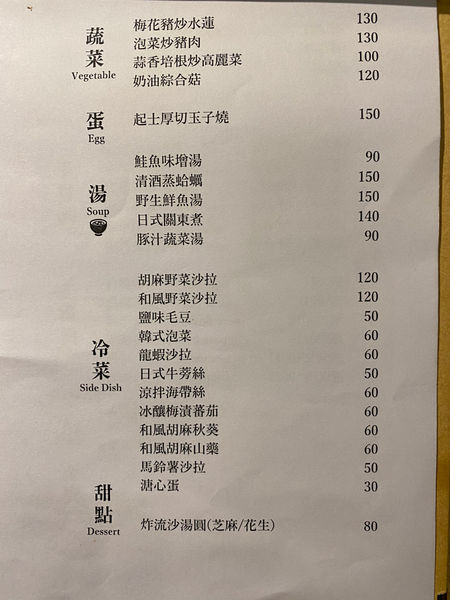 蔬菜
Vegetable
梅花豬炒水蓮 130
泡菜炒豬肉 130
蒜香培根炒高麗菜 100
奶油綜合菇 120
蛋
Egg
起士厚切玉子燒 150
湯
Soup
鮭魚味增湯 90
清酒蒸蛤蠣 150
野生鮮魚湯 150
日式關東煮 140
豚汁蔬菜湯 90
冷菜
Side Dish
胡麻野菜沙拉 120
和風野菜沙拉 120
鹽味毛豆 50
韓式泡菜 60
龍蝦沙拉 60
日式牛蒡絲 50
涼拌海帶絲 60
冰釀梅漬蕃茄 60
和風胡麻秋葵 60
和風胡麻山藥 60
馬鈴薯沙拉 50
溏心蛋 30
甜點
Dessert
炸流沙湯圓(芝麻/花生) 80